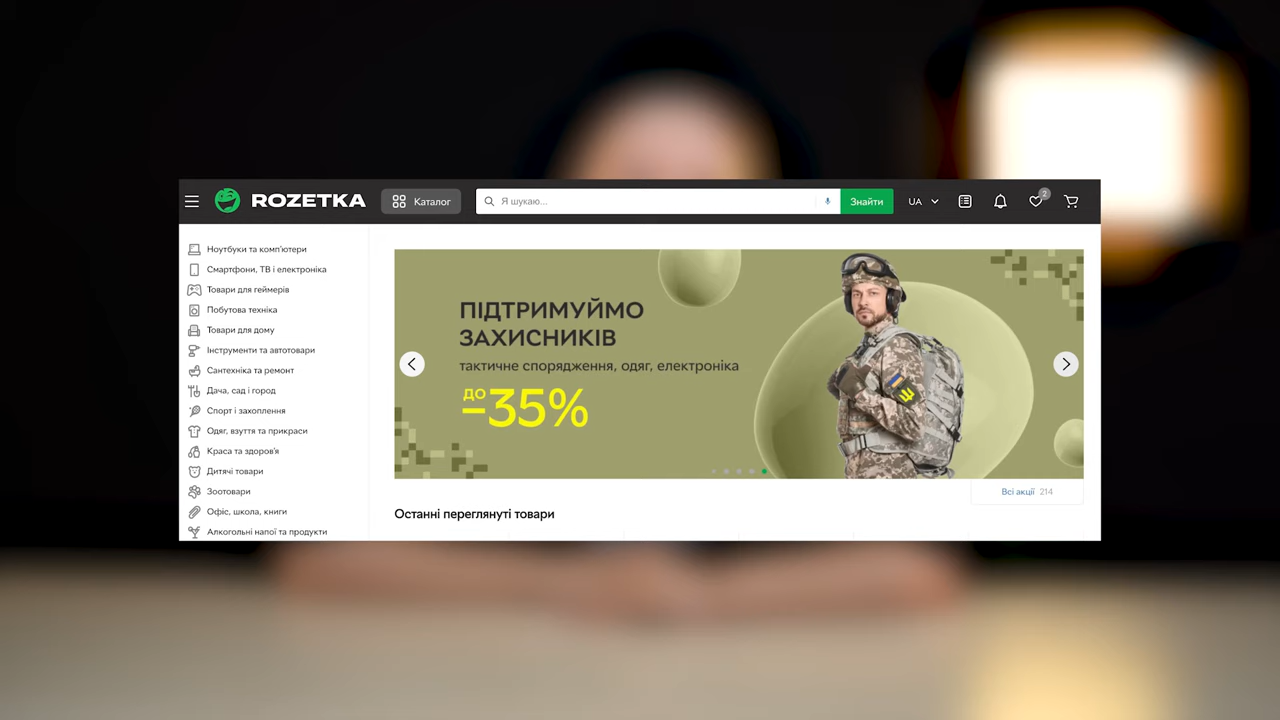 ROZETKA
Каталог
Я шукаю...
Знайти
UA
2
Ноутбуки та комп'ютери
Смартфони, ТВ і електроніка
Товари для геймерів
Побутова техніка
Товари для дому
Інструменти та автотовари
Сантехніка та ремонт
Дача, сад і город
Спорт і захоплення
Одяг, взуття та прикраси
Краса та здоров'я
Дитячі товари
Зоотовари
Офіс, школа, книги
Алкогольні напої та продукти
ПІДТРИМУЙМО
ЗАХИСНИКІВ
тактичне спорядження, одяг, електроніка
ДО
−35%
Всі акції 214
Останні переглянуті товари